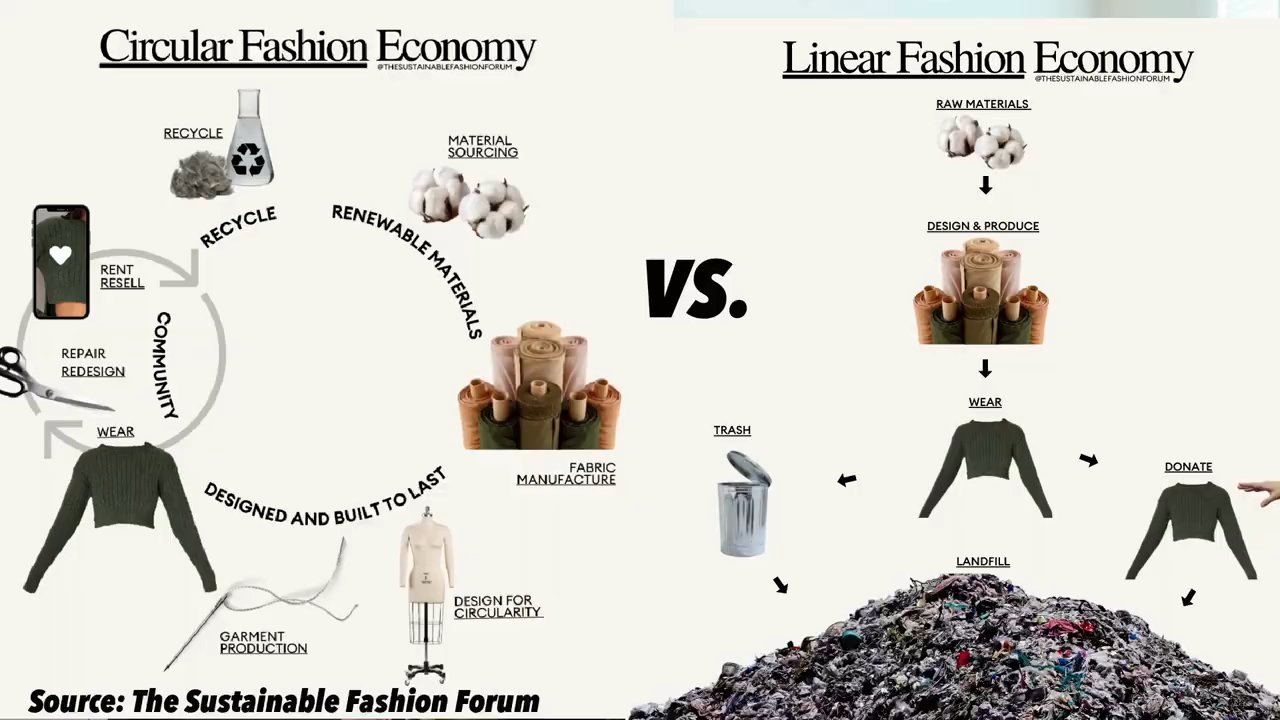 Circular Fashion Economy
@THESUSTAINABLEFASHIONFORUM
RECYCLE
MATERIAL
SOURCING
RECYCLE
RENEWABLE MATERIALS
RENT
RESELL
COMMUNITY
REPAIR
REDESIGN
WEAR
FABRIC
MANUFACTURE
DESIGNED AND BUILT TO LAST
DESIGN FOR
CIRCULARITY
GARMENT
PRODUCTION
Source: The Sustainable Fashion Forum
VS.
Linear Fashion Economy
@THESUSTAINABLEFASHIONFORUM
RAW MATERIALS
DESIGN & PRODUCE
WEAR
TRASH
DONATE
LANDFILL